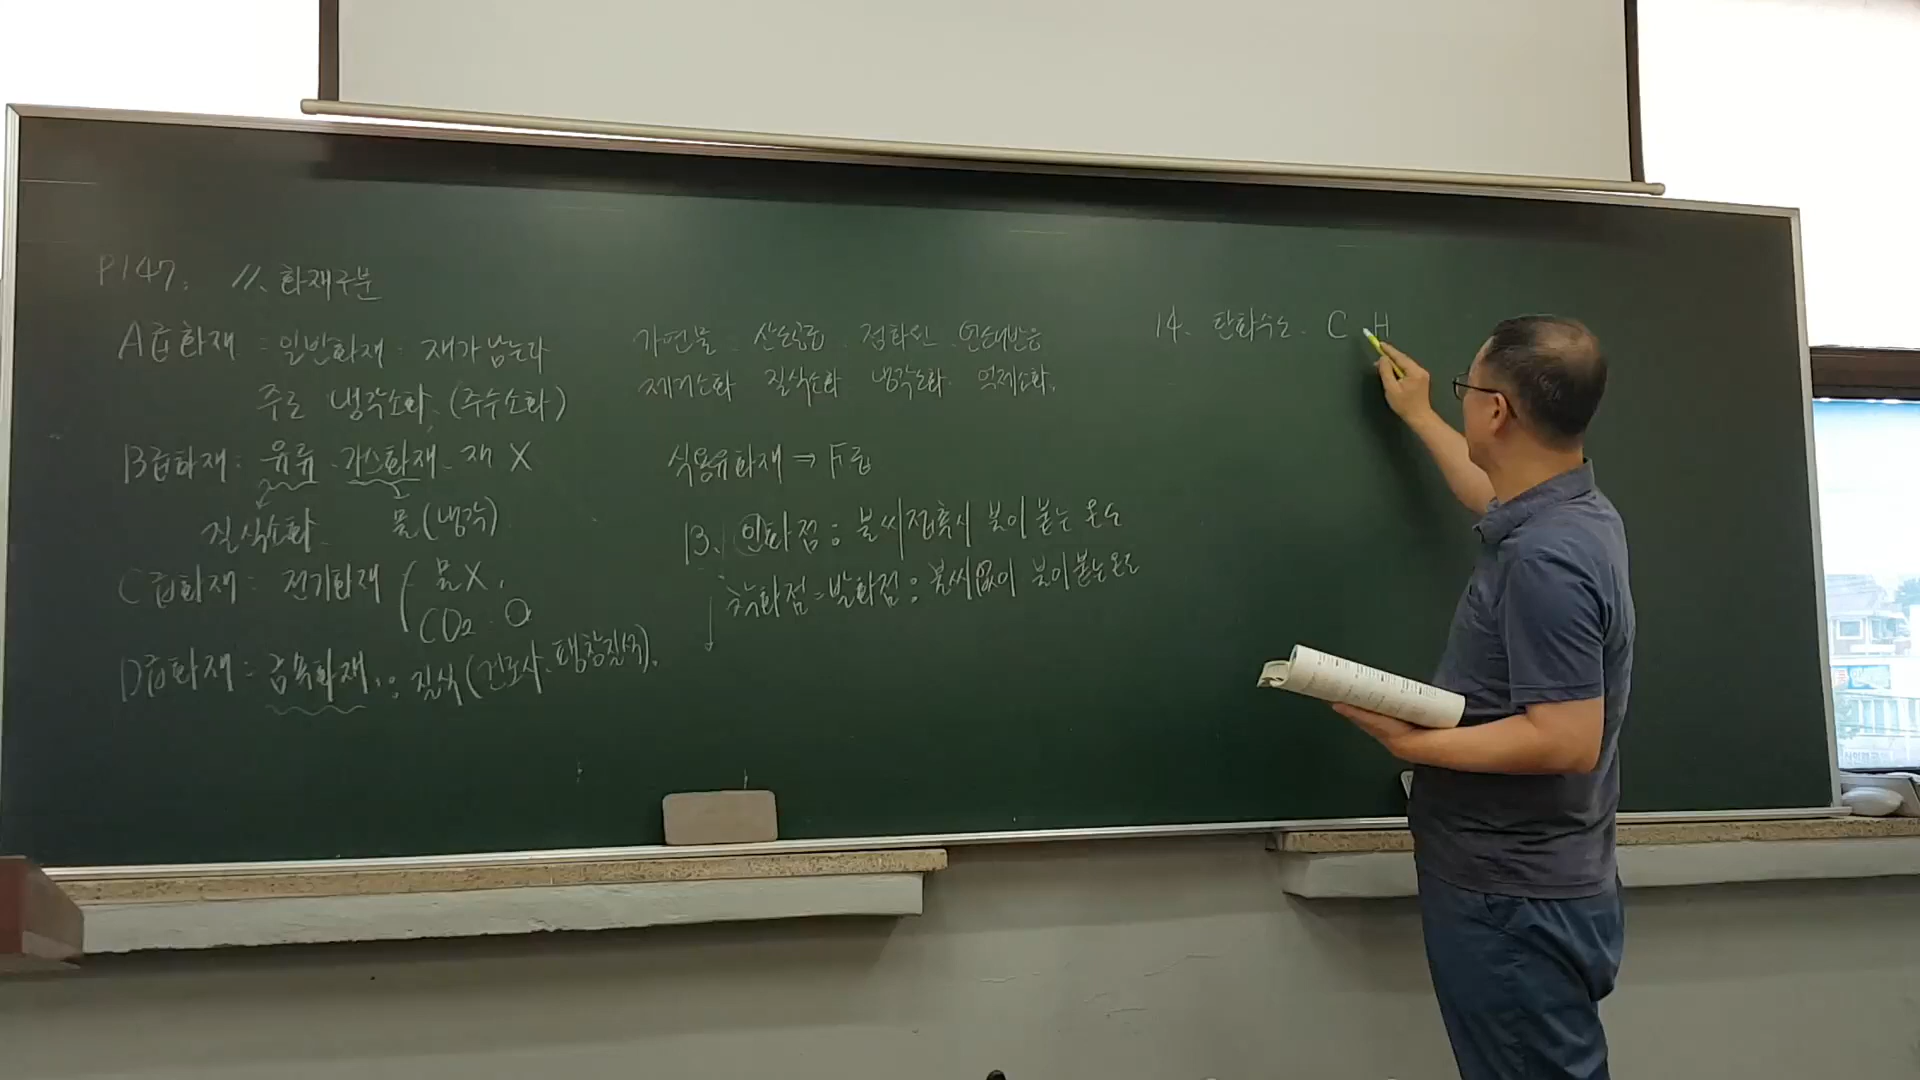 P147. 11. 화재구분
A급화재 = 일반화재 - 재가 남는다
주로 냉각소화, (주수소화)
B급화재 : 유류 - 가스화재 - 재 X
질식소화 물(냉각)
C급화재 : 전기화재 물X,
CO2 - O
D급화재 = 금속화재, : 질식(건조사, 팽창질석).
가연물 - 산소공급 - 점화원 - 연쇄반응
제거소화 질식소화 냉각소화 억제소화.
식용유화재 ⇒ F급
13. 인화점 : 불씨접촉시 불이 붙는 온도
착화점 = 발화점 : 불씨없이 불이붙는온도
14. 탄화수소. C H